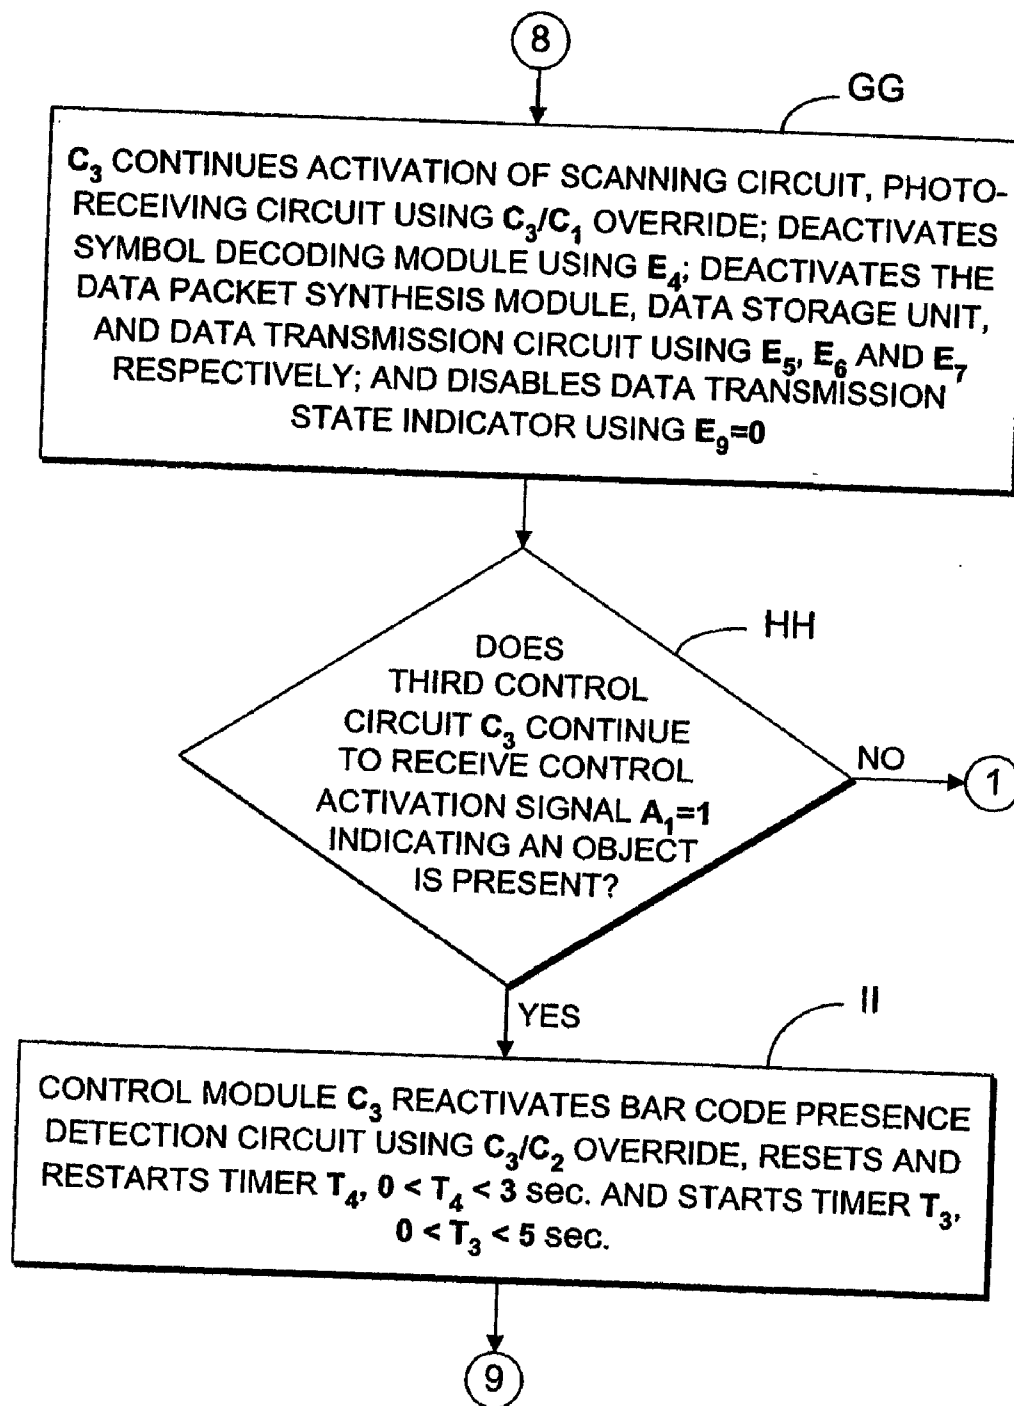 8
GG
C₃ CONTINUES ACTIVATION OF SCANNING CIRCUIT, PHOTO-
RECEIVING CIRCUIT USING C₃/C₁ OVERRIDE; DEACTIVATES
SYMBOL DECODING MODULE USING E₄; DEACTIVATES THE
DATA PACKET SYNTHESIS MODULE, DATA STORAGE UNIT,
AND DATA TRANSMISSION CIRCUIT USING E₅, E₆ AND E₇
RESPECTIVELY; AND DISABLES DATA TRANSMISSION
STATE INDICATOR USING E₉=0
HH
DOES
THIRD CONTROL
CIRCUIT C₃ CONTINUE
TO RECEIVE CONTROL
ACTIVATION SIGNAL A₁=1
INDICATING AN OBJECT
IS PRESENT?
NO
1
YES
II
CONTROL MODULE C₃ REACTIVATES BAR CODE PRESENCE
DETECTION CIRCUIT USING C₃/C₂ OVERRIDE, RESETS AND
RESTARTS TIMER T₄, 0 < T₄ < 3 sec. AND STARTS TIMER T₃,
0 < T₃ < 5 sec.
9